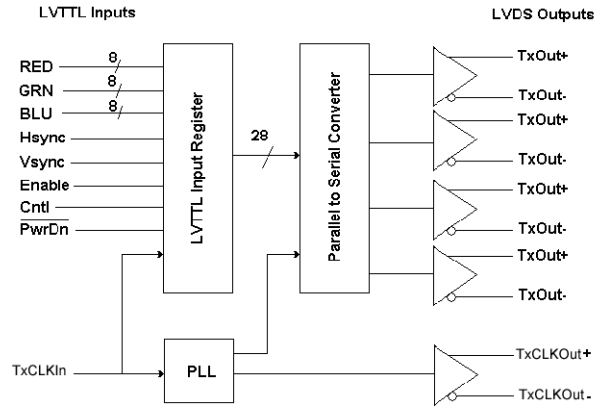 LVTTL Inputs
LVDS Outputs
RED
8
GRN
8
BLU
8
Hsync
Vsync
Enable
Cntl
PwrDn
TxCLKIn
LVTTL Input Register
28
Parallel to Serial Converter
PLL
TxOut+
TxOut-
TxOut+
TxOut-
TxOut+
TxOut-
TxOut+
TxOut-
TxCLKOut+
TxCLKOut-